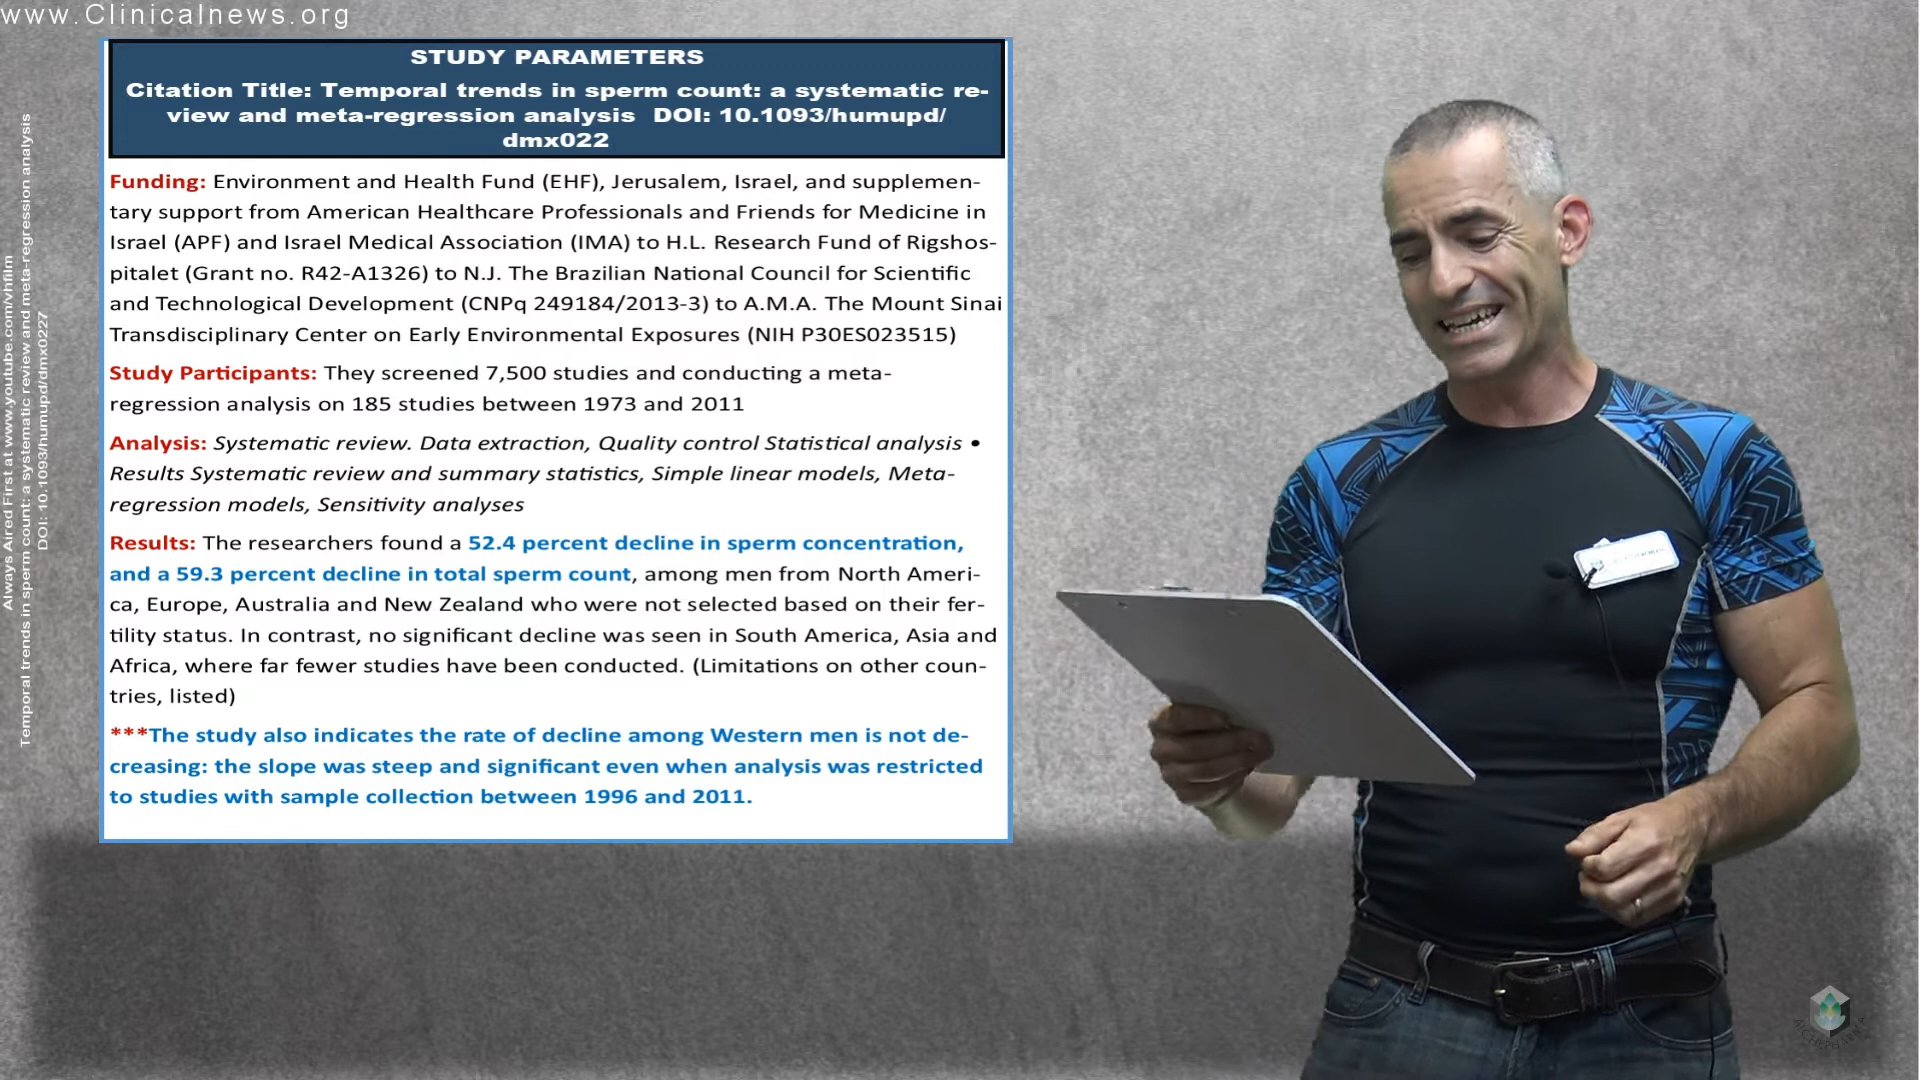 www.Clinicalnews.org
STUDY PARAMETERS
Citation Title: Temporal trends in sperm count: a systematic re-
view and meta-regression analysis  DOI: 10.1093/humupd/
dmx022
Funding: Environment and Health Fund (EHF), Jerusalem, Israel, and supplemen-
tary support from American Healthcare Professionals and Friends for Medicine in
Israel (APF) and Israel Medical Association (IMA) to H.L. Research Fund of Rigshos-
pitalet (Grant no. R42-A1326) to N.J. The Brazilian National Council for Scientific
and Technological Development (CNPq 249184/2013-3) to A.M.A. The Mount Sinai
Transdisciplinary Center on Early Environmental Exposures (NIH P30ES023515)
Study Participants: They screened 7,500 studies and conducting a meta-
regression analysis on 185 studies between 1973 and 2011
Analysis: Systematic review. Data extraction, Quality control Statistical analysis •
Results Systematic review and summary statistics, Simple linear models, Meta-
regression models, Sensitivity analyses
Results: The researchers found a 52.4 percent decline in sperm concentration,
and a 59.3 percent decline in total sperm count, among men from North Ameri-
ca, Europe, Australia and New Zealand who were not selected based on their fer-
tility status. In contrast, no significant decline was seen in South America, Asia and
Africa, where far fewer studies have been conducted. (Limitations on other coun-
tries, listed)
***The study also indicates the rate of decline among Western men is not de-
creasing: the slope was steep and significant even when analysis was restricted
to studies with sample collection between 1996 and 2011.
Always Aired First at www.youtube.com/vhfilm
Temporal trends in sperm count: a systematic review and meta-regression analysis
DOI: 10.1093/humupd/dmx0227